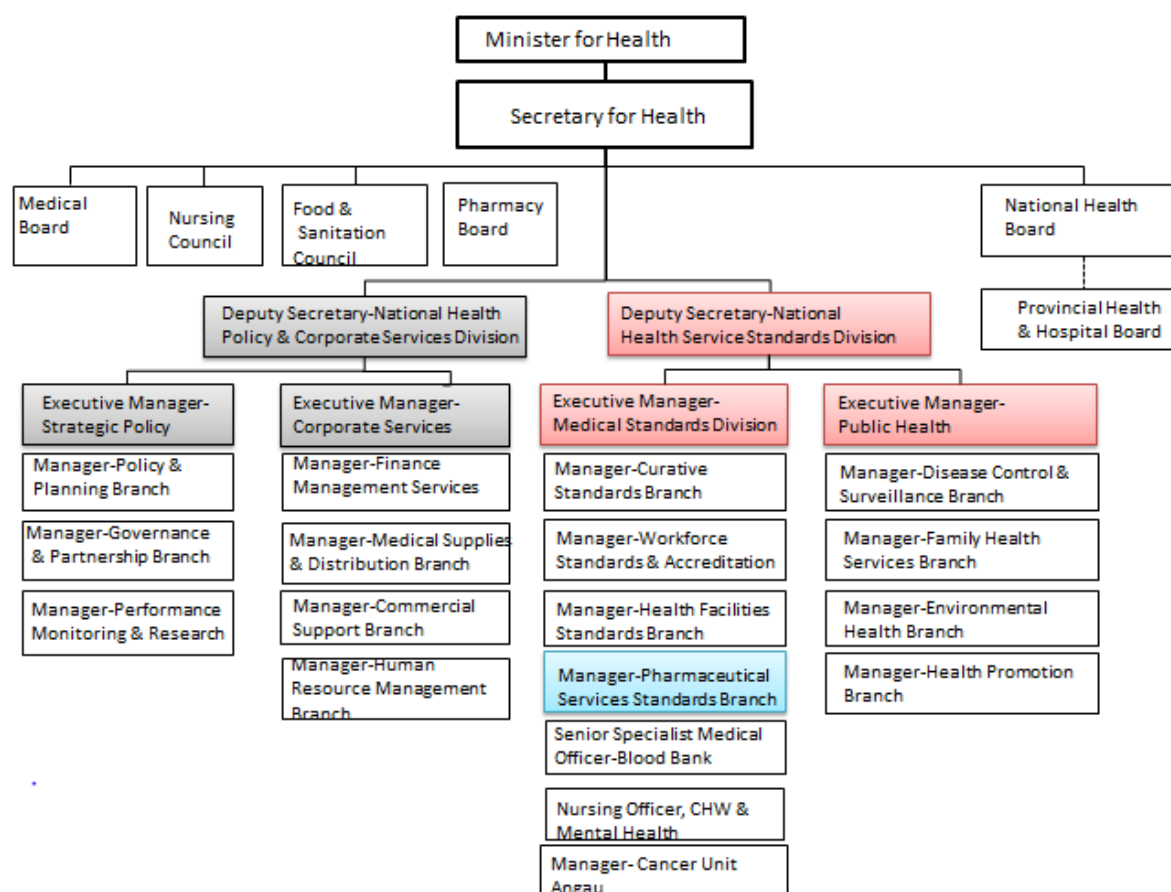 Minister for Health
Secretary for Health
Medical
Board
Nursing
Council
Food &
Sanitation
Council
Pharmacy
Board
National Health
Board
Provincial Health
& Hospital Board
Deputy Secretary-National Health
Policy & Corporate Services Division
Deputy Secretary-National
Health Service Standards Division
Executive Manager-
Strategic Policy
Manager-Policy &
Planning Branch
Manager-Governance
& Partnership Branch
Manager-Performance
Monitoring & Research
Executive Manager-
Corporate Services
Manager-Finance
Management Services
Manager-Medical Supplies
& Distribution Branch
Manager-Commercial
Support Branch
Manager-Human
Resource Management
Branch
Executive Manager-
Medical Standards Division
Manager-Curative
Standards Branch
Manager-Workforce
Standards & Accreditation
Manager-Health Facilities
Standards Branch
Manager-Pharmaceutical
Services Standards Branch
Senior Specialist Medical
Officer-Blood Bank
Nursing Officer, CHW &
Mental Health
Manager- Cancer Unit
Angau
Executive Manager-
Public Health
Manager-Disease Control &
Surveillance Branch
Manager-Family Health
Services Branch
Manager-Environmental
Health Branch
Manager-Health Promotion
Branch